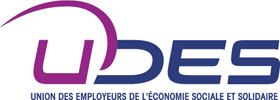 UDES
UNION DES EMPLOYEURS DE L'ÉCONOMIE SOCIALE ET SOLIDAIRE